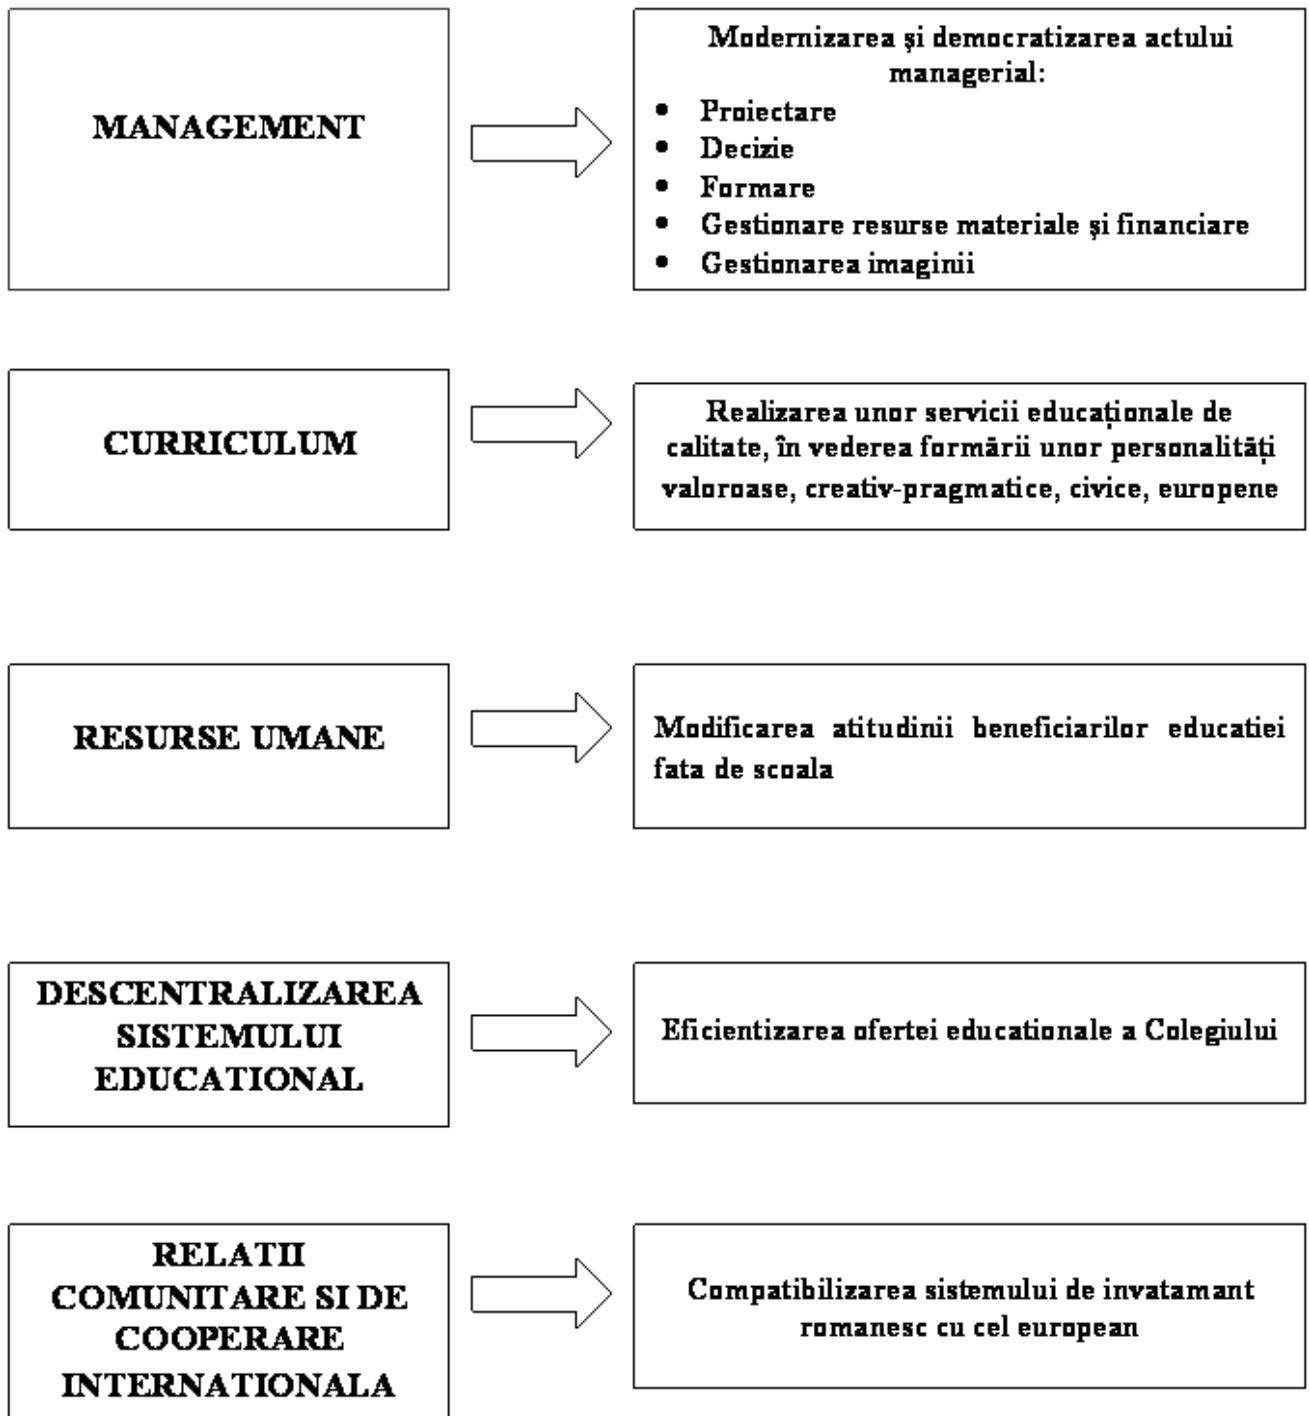 MANAGEMENT
Modernizarea şi democratizarea actului
managerial:
• Proiectare
• Decizie
• Formare
• Gestionare resurse materiale şi financiare
• Gestionarea imaginii
CURRICULUM
Realizarea unor servicii educaţionale de
calitate, în vederea formării unor personalităţi
valoroase, creativ-pragmatice, civice, europene
RESURSE UMANE
Modificarea atitudinii beneficiarilor educatiei
fata de scoala
DESCENTRALIZAREA
SISTEMULUI
EDUCATIONAL
Eficientizarea ofertei educationale a Colegiului
RELATII
COMUNITARE SI DE
COOPERARE
INTERNATIONALA
Compatibilizarea sistemului de invatamant
romanesc cu cel european